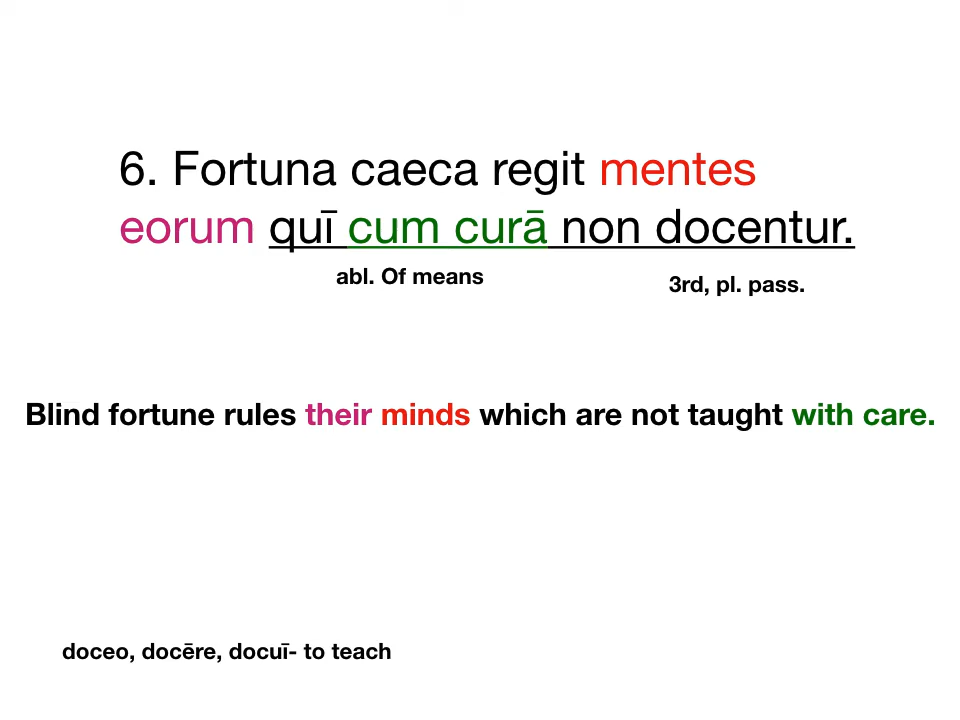 6. Fortuna caeca regit mentes
eorum quī cum curā non docentur.
abl. Of means
3rd, pl. pass.
Blind fortune rules their minds which are not taught with care.
doceo, docēre, docuī- to teach